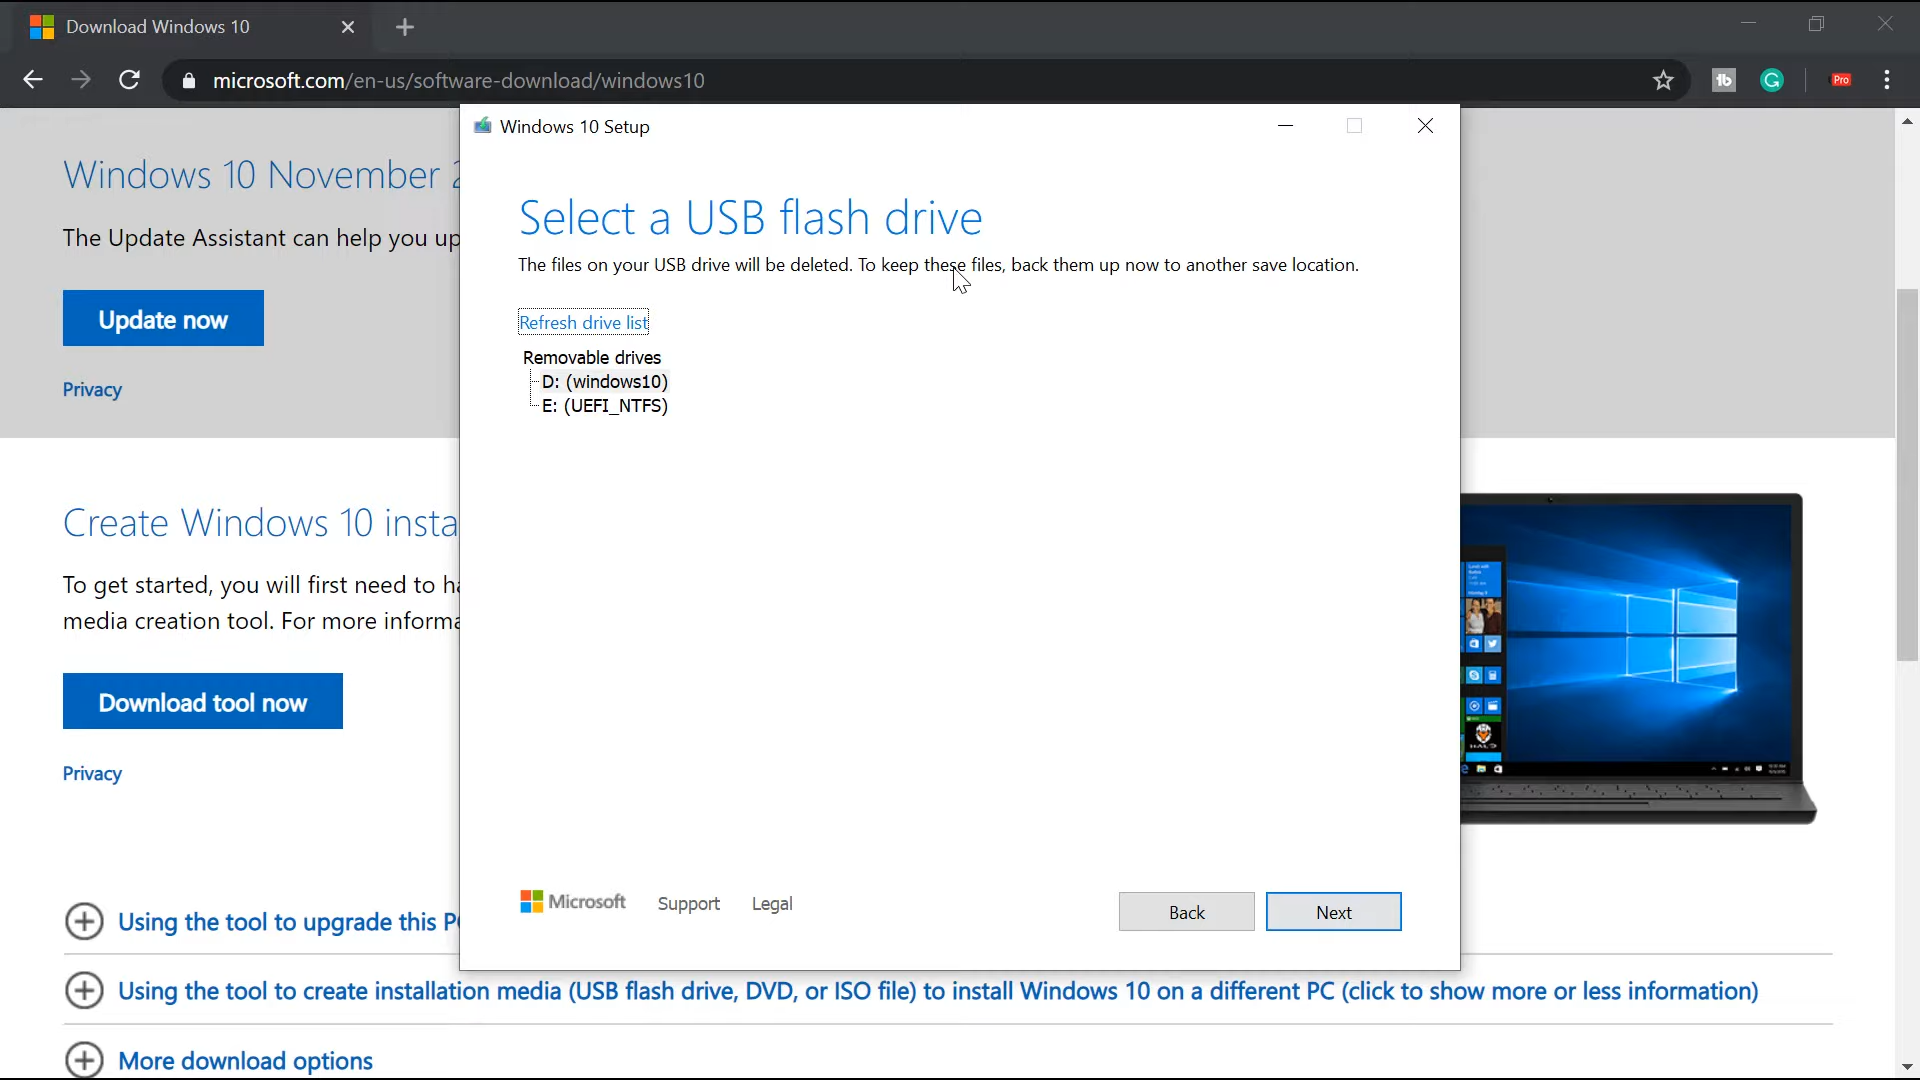 Download Windows 10
microsoft.com/en-us/software-download/windows10
Pro
Windows 10 November 2
The Update Assistant can help you up
Update now
Privacy
Create Windows 10 insta
To get started, you will first need to ha
media creation tool. For more informa
Download tool now
Privacy
Windows 10 Setup
Select a USB flash drive
The files on your USB drive will be deleted. To keep these files, back them up now to another save location.
Refresh drive list
Removable drives
D: (windows10)
E: (UEFI_NTFS)
Microsoft
Support
Legal
Back
Next
HALO
Using the tool to upgrade this PC
Using the tool to create installation media (USB flash drive, DVD, or ISO file) to install Windows 10 on a different PC (click to show more or less information)
More download options